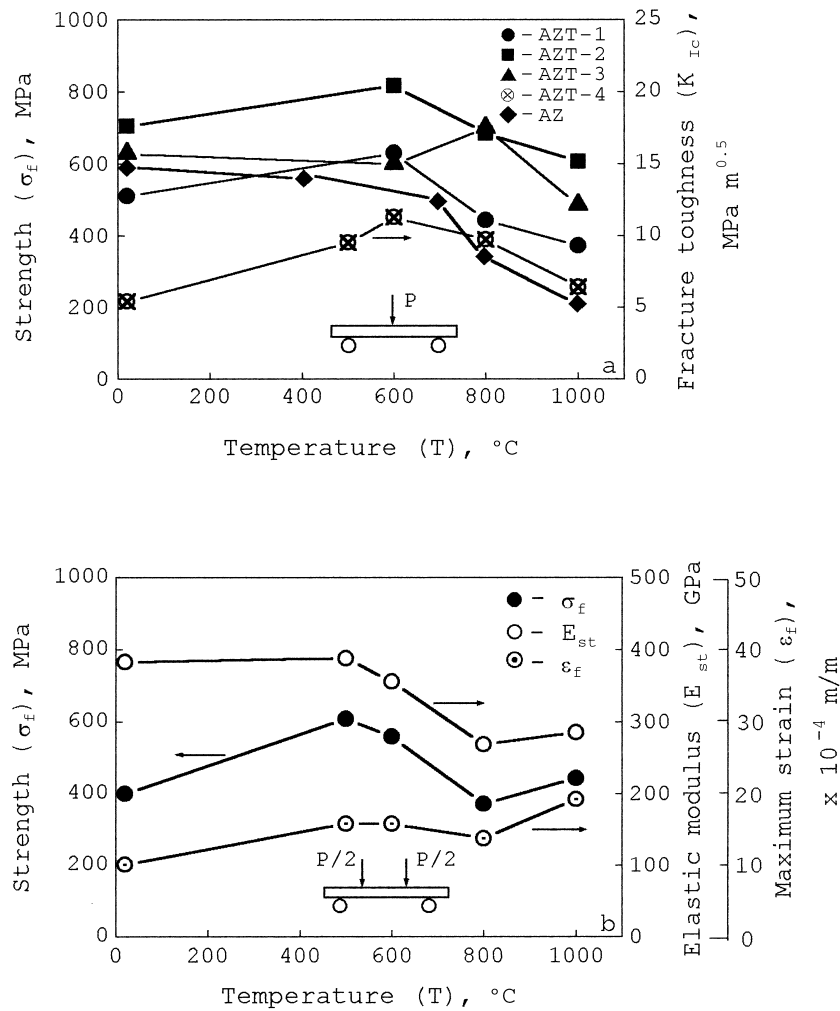 1000
800
600
400
200
0
Strength (σf), MPa
0 200 400 600 800 1000
Temperature (T), °C
25
20
15
10
5
0
Fracture toughness (K Ic),
MPa m0.5
- AZT-1
- AZT-2
- AZT-3
- AZT-4
- AZ
P
a
1000
800
600
400
200
0
Strength (σf), MPa
0 200 400 600 800 1000
Temperature (T), °C
500
400
300
200
100
0
Elastic modulus (E st), GPa
50
40
30
20
10
0
Maximum strain (εf),
x 10-4 m/m
- σf
- Est
- εf
P/2 P/2
b